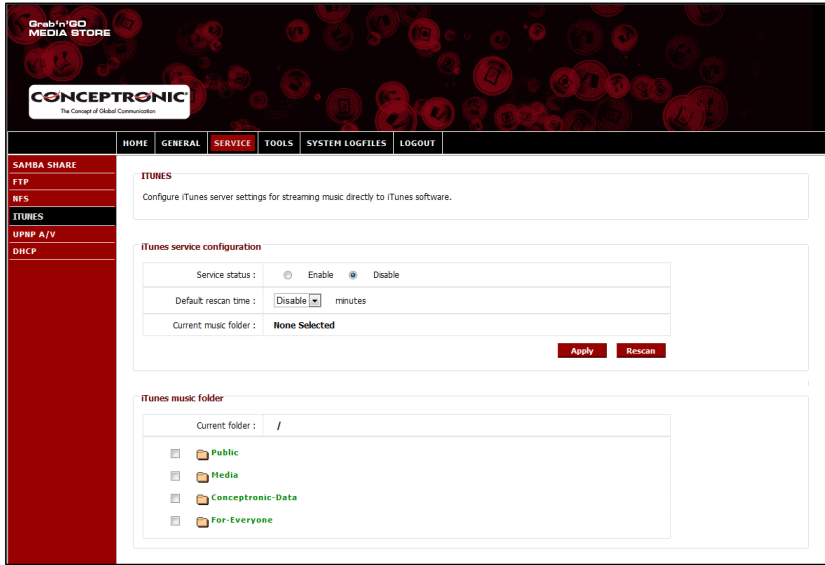 Grab'n'GO
MEDIA STORE
CONCEPTRONIC
The Concept of Global Communication
HOME GENERAL SERVICE TOOLS SYSTEM LOGFILES LOGOUT
SAMBA SHARE
FTP
NFS
ITUNES
UPNP A/V
DHCP
ITUNES
Configure iTunes server settings for streaming music directly to iTunes software.
iTunes service configuration
Service status : Enable Disable
Default rescan time : Disable minutes
Current music folder : None Selected
Apply Rescan
iTunes music folder
Current folder : /
Public
Media
Conceptronic-Data
For-Everyone